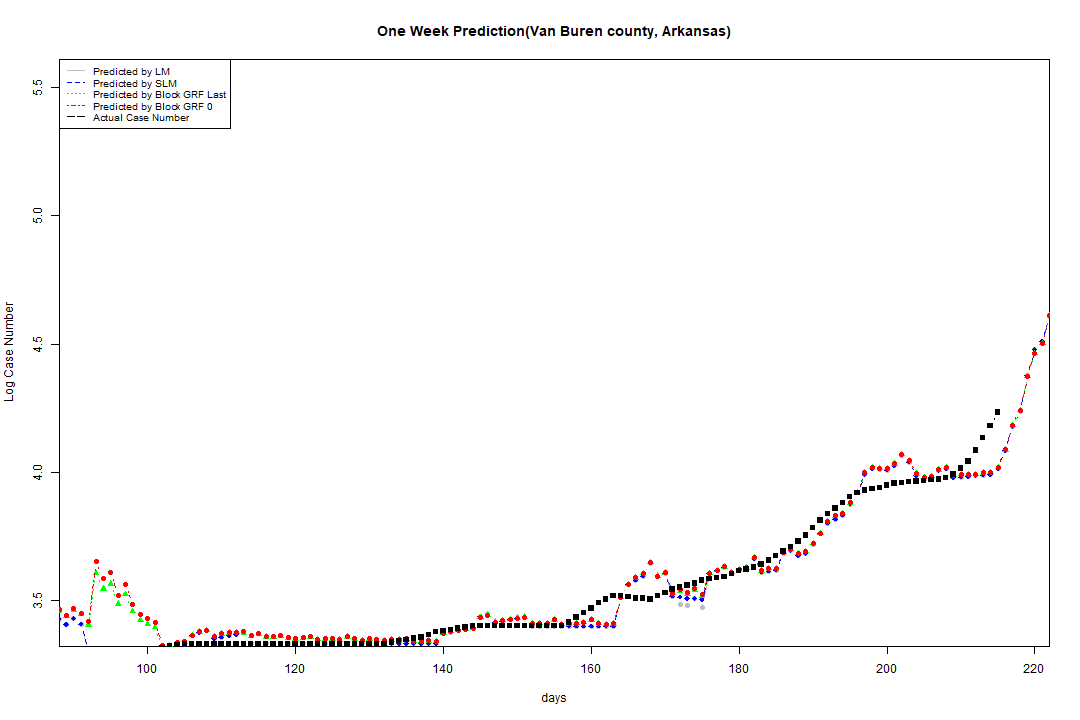 One Week Prediction(Van Buren county, Arkansas)
Predicted by LM
Predicted by SLM
Predicted by Block GRF Last
Predicted by Block GRF 0
Actual Case Number
5.5
5.0
4.5
4.0
3.5
Log Case Number
100 120 140 160 180 200 220
days